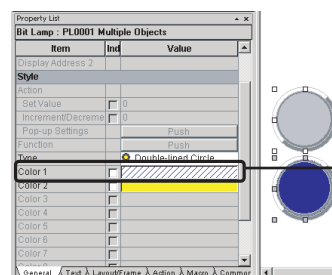 Property List
Bit Lamp : PL0001 Multiple Objects
Item Ind Value
Display Address 2
Style
Action
Set Value 0
Increment/Decreme 0
Pop-up Settings Push
Function Push
Type Double-lined Circle
Color 1
Color 2
Color 3
Color 4
Color 5
Color 6
Color 7
General Text Layout/Frame Action Macro Common